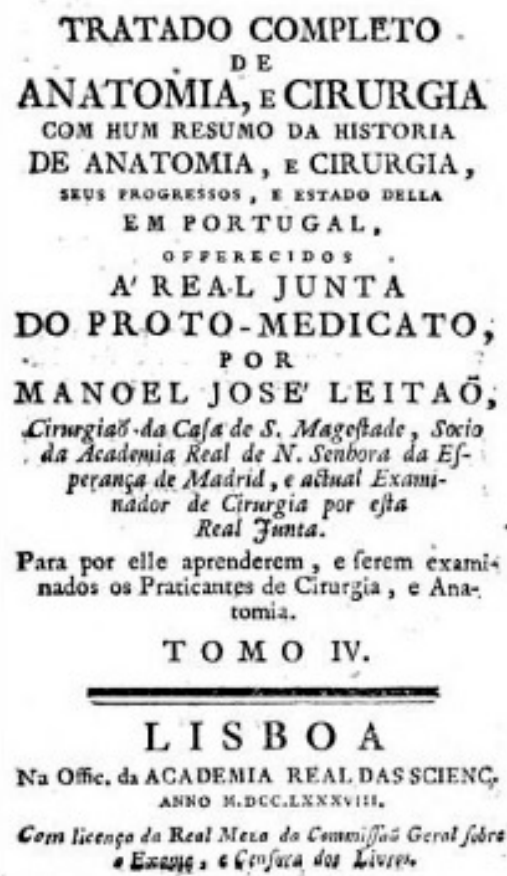 TRATADO COMPLETO
DE
ANATOMIA, E CIRURGIA
COM HUM RESUMO DA HISTORIA
DE ANATOMIA, E CIRURGIA,
SEUS PROGRESSOS, E ESTADO DELLA
EM PORTUGAL,
OFFERECIDOS
A' REAL JUNTA
DO PROTO-MEDICATO,
POR
MANOEL JOSE' LEITAÕ,
Cirurgiaõ da Caſa de S. Mageſtade, Socio
da Academia Real de N. Senhora da Eſ-
perança de Madrid, e actual Exami-
nador de Cirurgia por eſta
Real Junta.
Para por elle aprenderem, e ſerem exami-
nados os Praticantes de Cirurgia, e Ana-
tomia.
TOMO IV.
LISBOA
Na Offic. da ACADEMIA REAL DAS SCIENC.
ANNO M.DCC.LXXXVIII.
Com licença da Real Meza da Commiſſaõ Geral ſobre
o Exame, e Cenſura dos Livros.